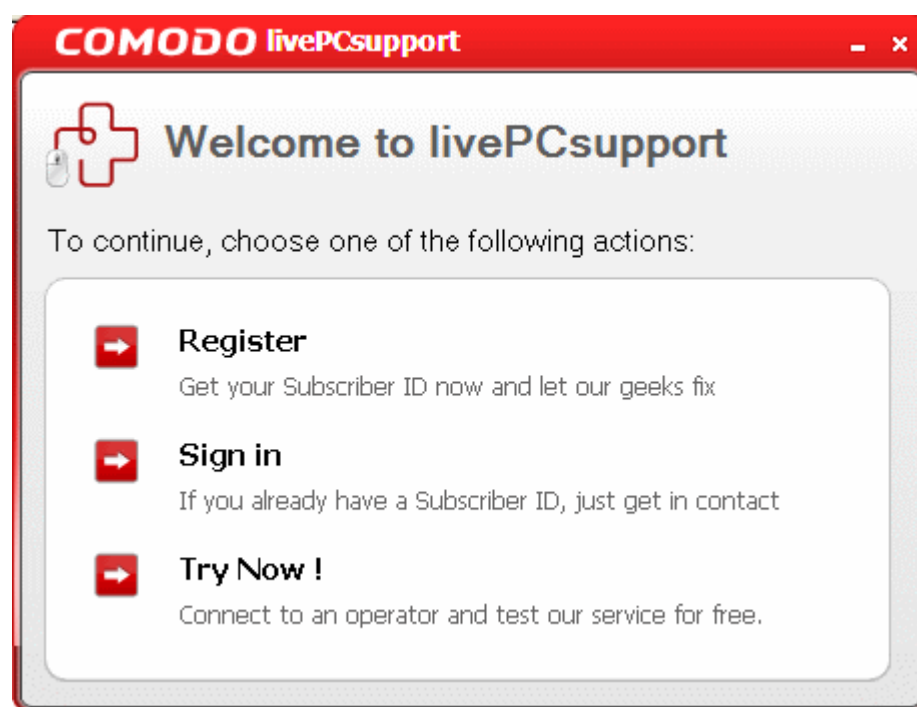 COMODO livePCsupport
Welcome to livePCsupport
To continue, choose one of the following actions:
Register
Get your Subscriber ID now and let our geeks fix
Sign in
If you already have a Subscriber ID, just get in contact
Try Now !
Connect to an operator and test our service for free.